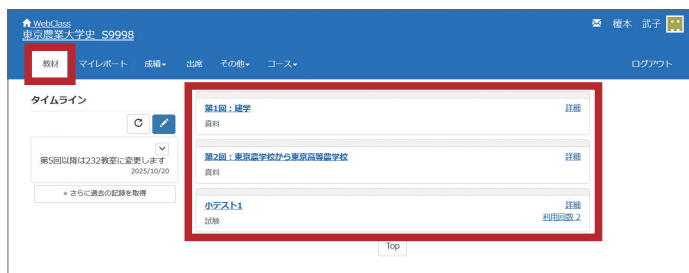 WebClass
東京農業大学史_S9998
榎本 武子
教材 マイレポート 成績 出席 その他 コース ログアウト
タイムライン
第5回以降は232教室に変更します
2025/10/20
» さらに過去の記録を取得
第1回：建学 詳細
資料
第2回：東京農学校から東京高等農学校 詳細
資料
小テスト1 詳細
試験 利用回数 2
Top